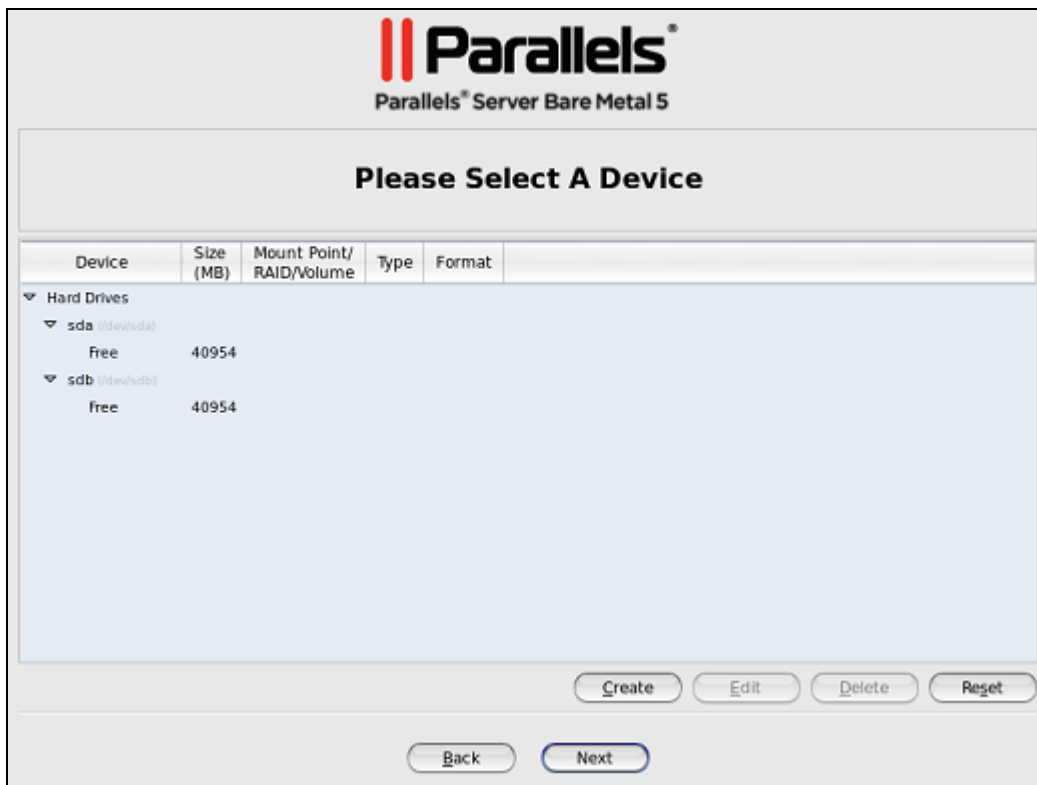 Parallels®
Parallels® Server Bare Metal 5
Please Select A Device
Device Size (MB) Mount Point/ RAID/Volume Type Format
Hard Drives
sda (/dev/sda)
Free 40954
sdb (/dev/sdb)
Free 40954
Create Edit Delete Reset
Back Next